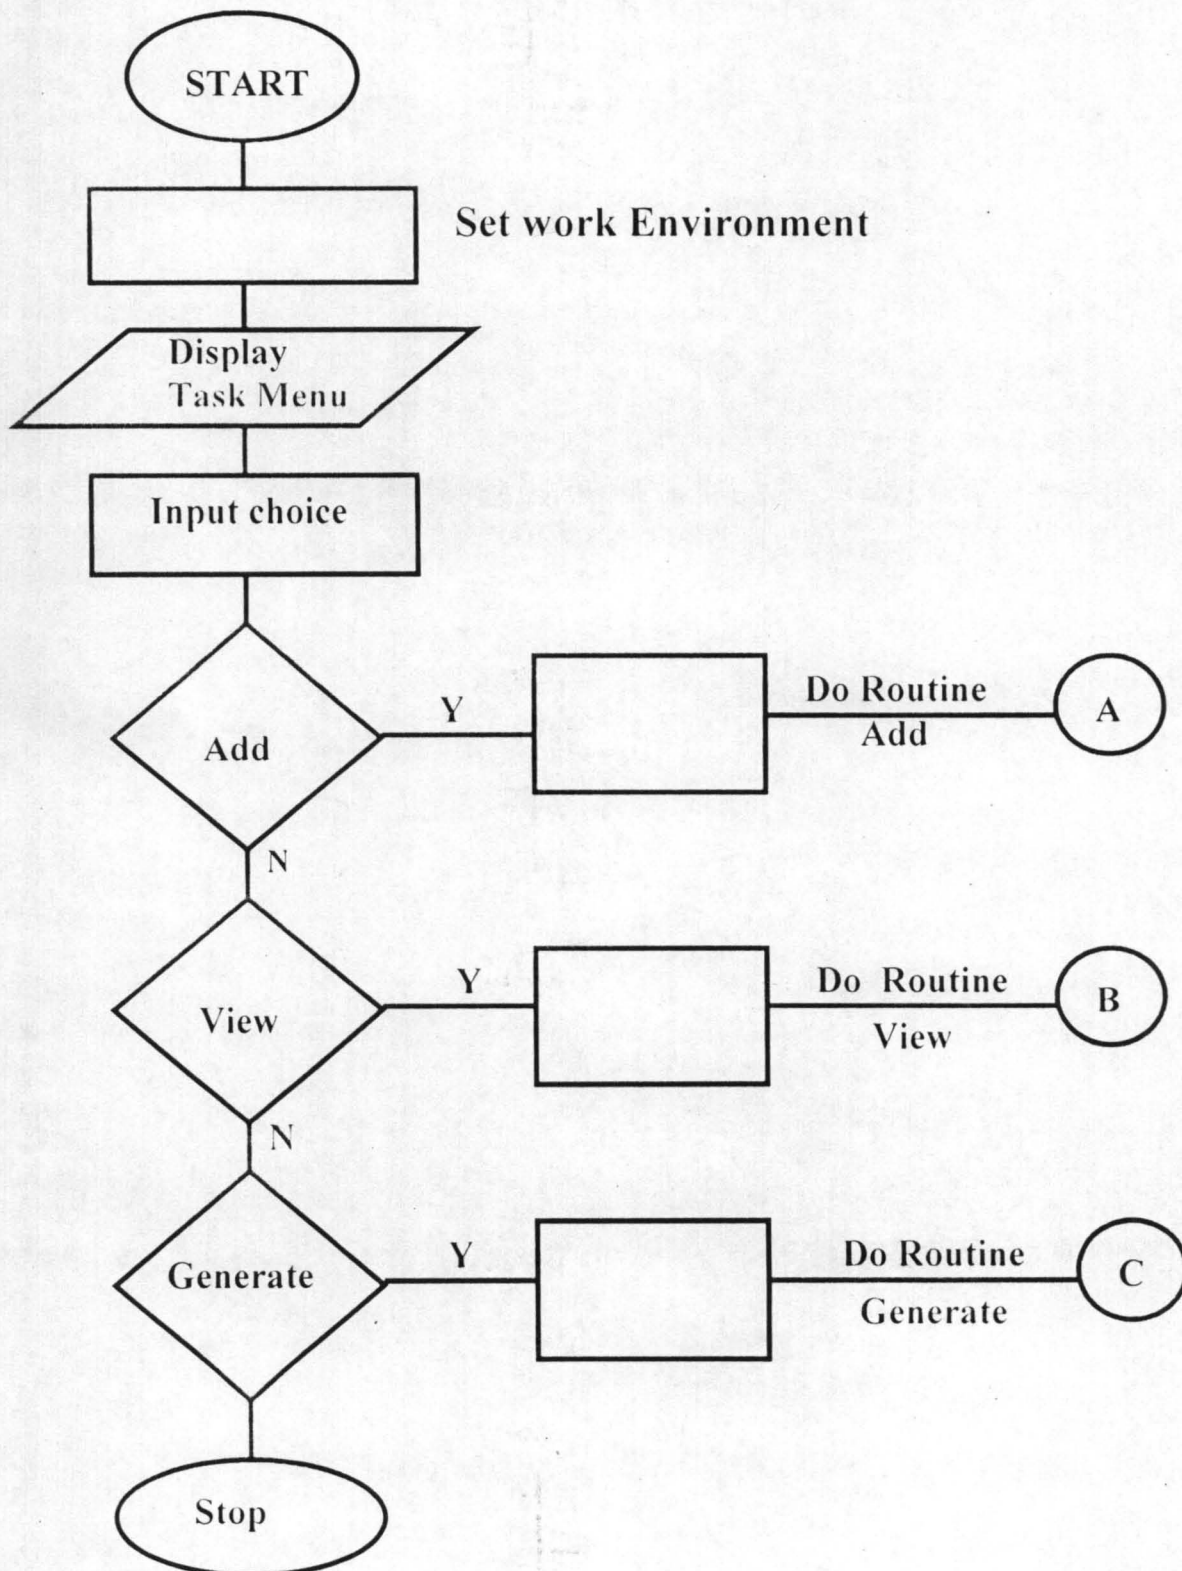 START
Set work Environment
Display
Task Menu
Input choice
Add
Y
Do Routine
Add
A
N
View
Y
Do Routine
View
B
N
Generate
Y
Do Routine
Generate
C
Stop